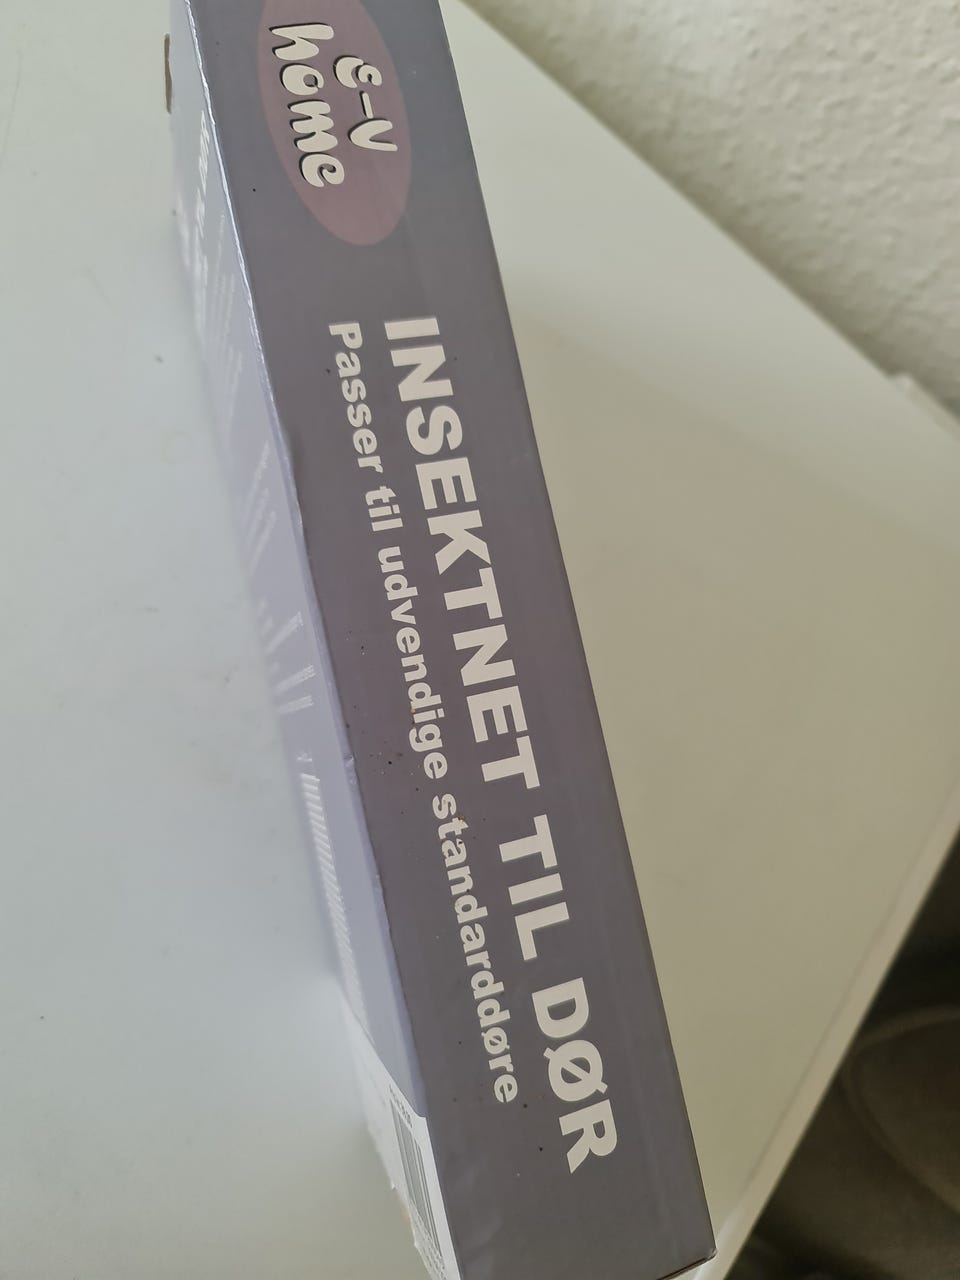 e-v
home
INSEKTNET TIL DØR
Passer til udvendige standarddøre